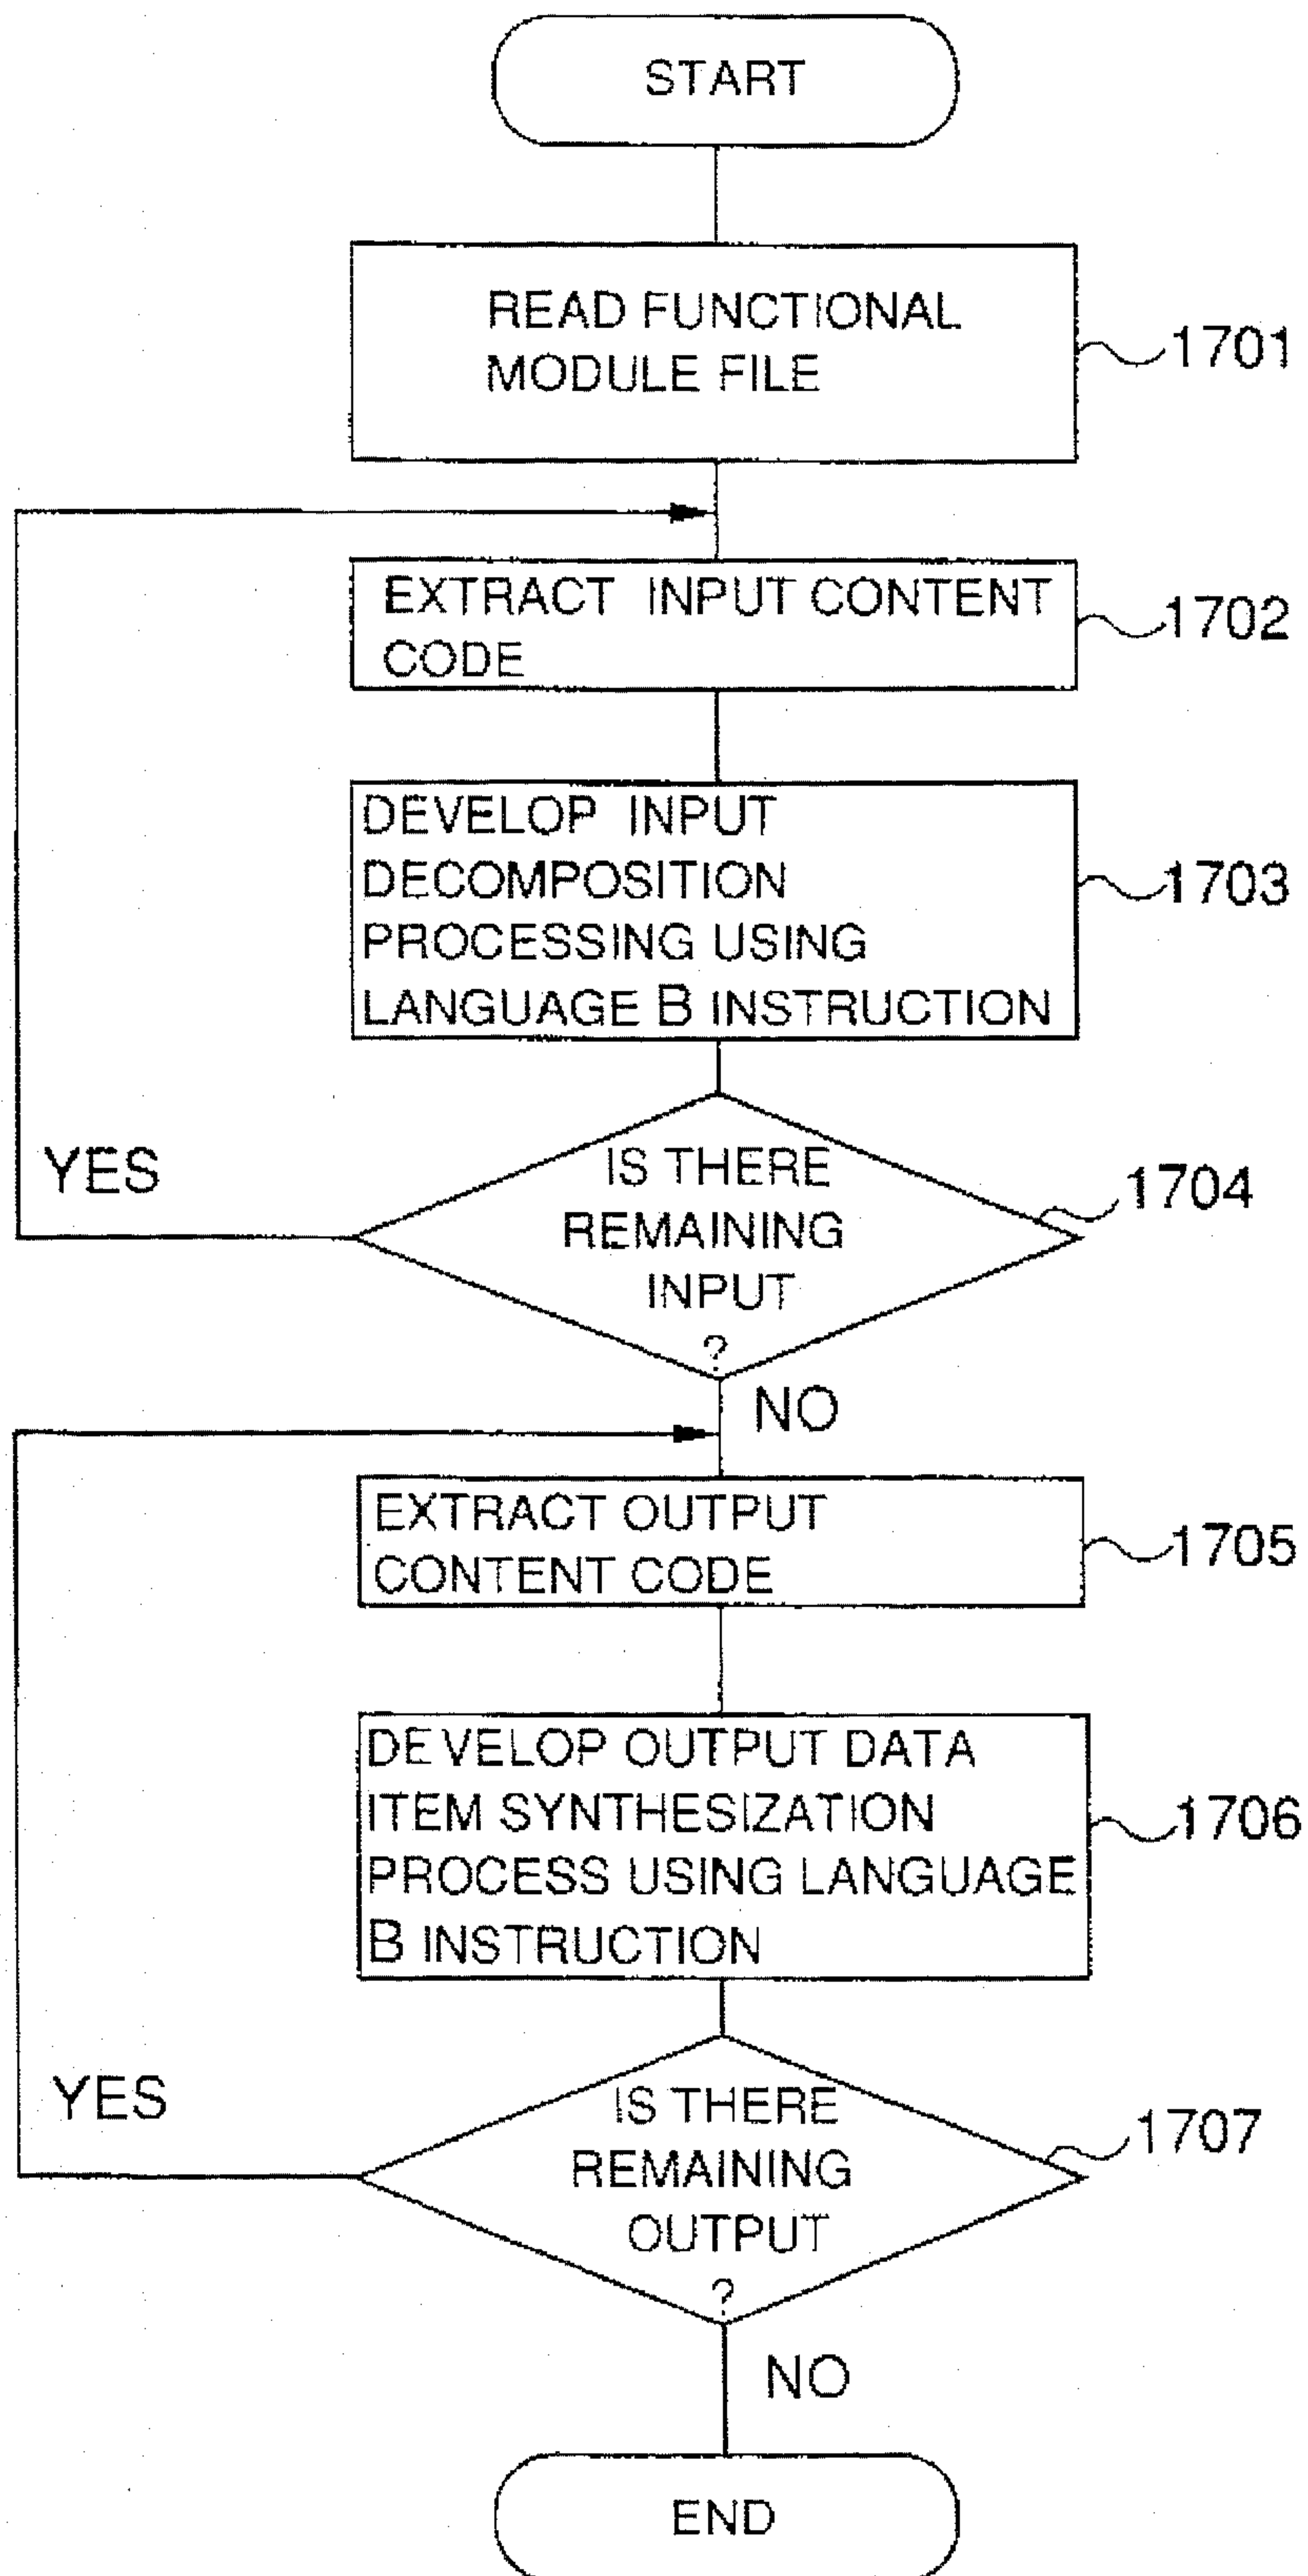 START
READ FUNCTIONAL
MODULE FILE
1701
EXTRACT INPUT CONTENT
CODE
1702
DEVELOP INPUT
DECOMPOSITION
PROCESSING USING
LANGUAGE B INSTRUCTION
1703
YES
IS THERE
REMAINING
INPUT
?
1704
NO
EXTRACT OUTPUT
CONTENT CODE
1705
DEVELOP OUTPUT DATA
ITEM SYNTHESIZATION
PROCESS USING LANGUAGE
B INSTRUCTION
1706
YES
IS THERE
REMAINING
OUTPUT
?
1707
NO
END